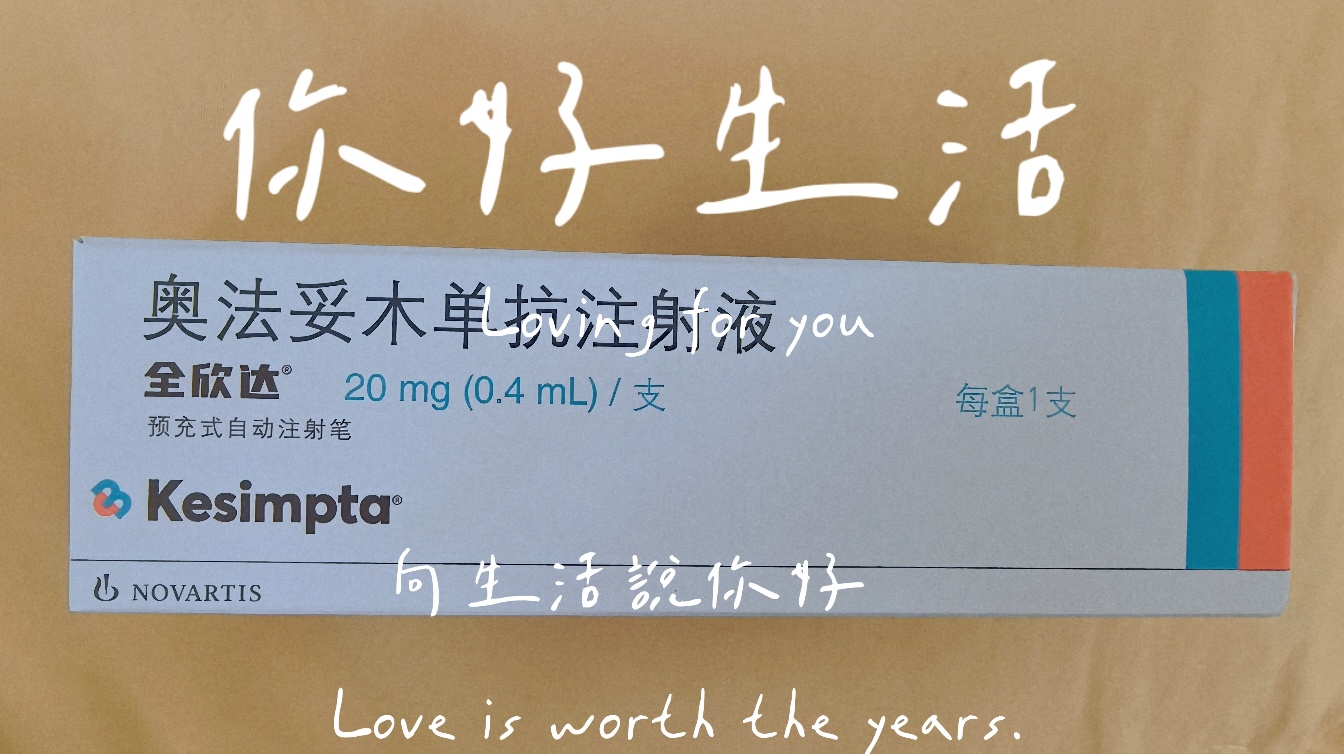 你好生活
奥法妥木单抗注射液
Loving for you
全欣达® 20 mg (0.4 mL) / 支 每盒1支
预充式自动注射笔
Kesimpta®
向生活說你好
NOVARTIS
Love is worth the years.